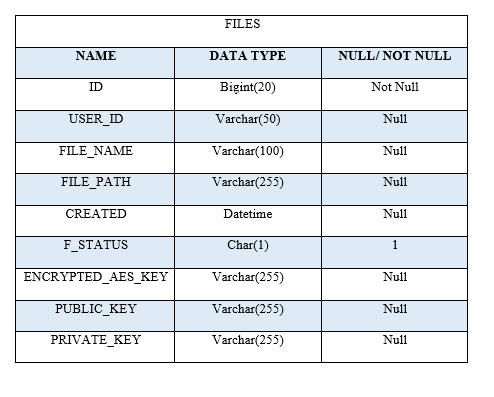 FILES
NAME DATA TYPE NULL/ NOT NULL
ID Bigint(20) Not Null
USER_ID Varchar(50) Null
FILE_NAME Varchar(100) Null
FILE_PATH Varchar(255) Null
CREATED Datetime Null
F_STATUS Char(1) 1
ENCRYPTED_AES_KEY Varchar(255) Null
PUBLIC_KEY Varchar(255) Null
PRIVATE_KEY Varchar(255) Null